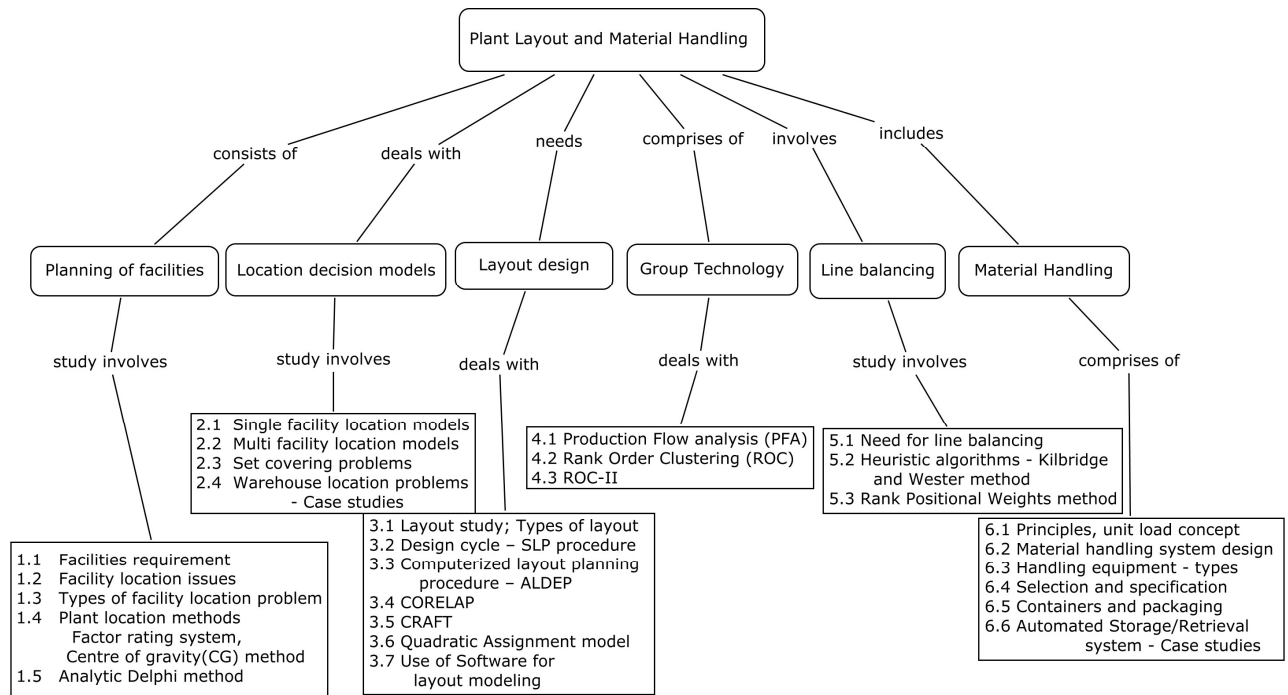 Plant Layout and Material Handling
consists of
deals with
needs
comprises of
involves
includes
Planning of facilities
Location decision models
Layout design
Group Technology
Line balancing
Material Handling
study involves
study involves
deals with
deals with
study involves
comprises of
1.1 Facilities requirement
1.2 Facility location issues
1.3 Types of facility location problem
1.4 Plant location methods
Factor rating system,
Centre of gravity(CG) method
1.5 Analytic Delphi method
2.1 Single facility location models
2.2 Multi facility location models
2.3 Set covering problems
2.4 Warehouse location problems
- Case studies
3.1 Layout study; Types of layout
3.2 Design cycle – SLP procedure
3.3 Computerized layout planning
procedure – ALDEP
3.4 CORELAP
3.5 CRAFT
3.6 Quadratic Assignment model
3.7 Use of Software for
layout modeling
4.1 Production Flow analysis (PFA)
4.2 Rank Order Clustering (ROC)
4.3 ROC-II
5.1 Need for line balancing
5.2 Heuristic algorithms - Kilbridge
and Wester method
5.3 Rank Positional Weights method
6.1 Principles, unit load concept
6.2 Material handling system design
6.3 Handling equipment - types
6.4 Selection and specification
6.5 Containers and packaging
6.6 Automated Storage/Retrieval
system - Case studies